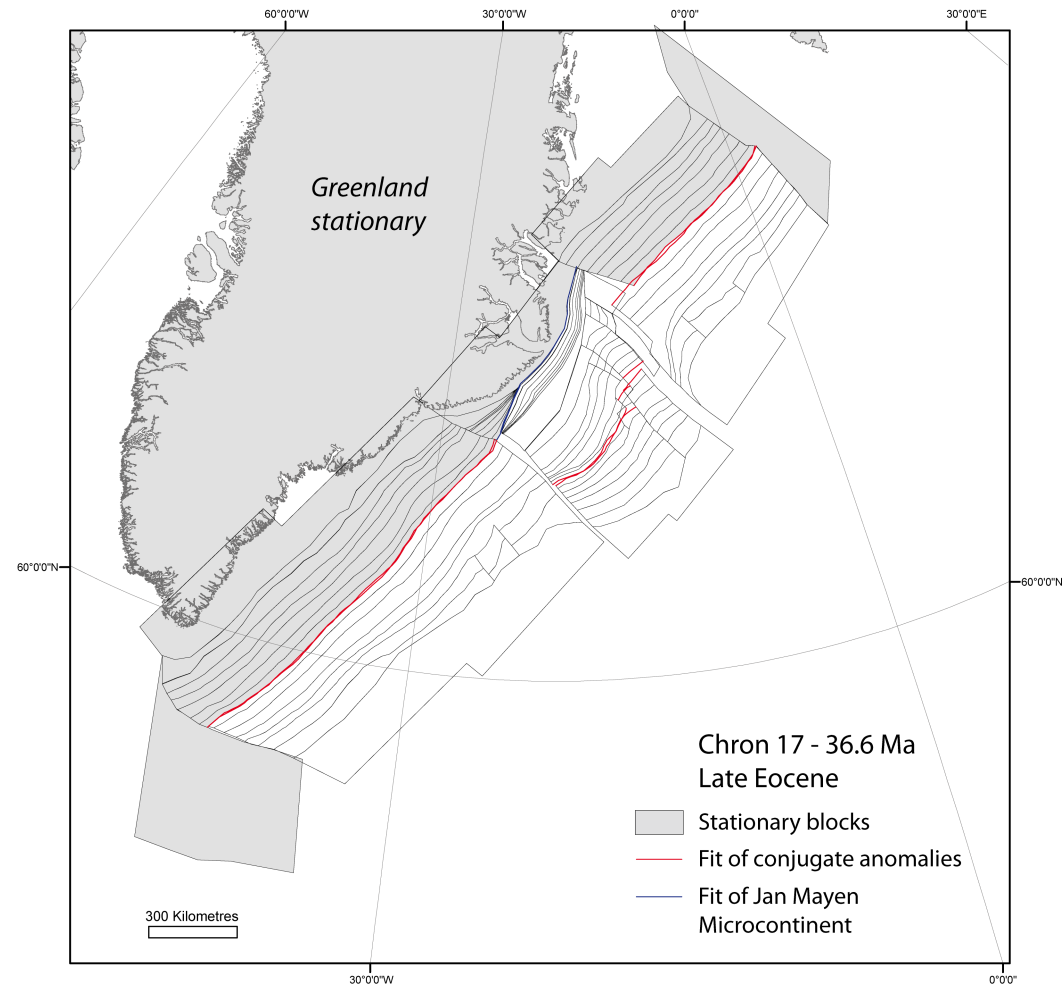 60°0'0"W
30°0'0"W
0°0'0"
30°0'0"E
Greenland
stationary
60°0'0"N
60°0'0"N
Chron 17 - 36.6 Ma
Late Eocene
Stationary blocks
Fit of conjugate anomalies
Fit of Jan Mayen
Microcontinent
300 Kilometres
30°0'0"W
0°0'0"